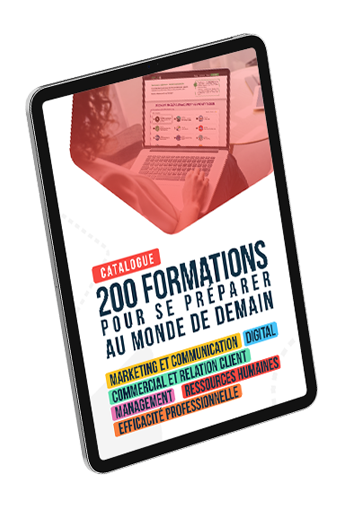 CATALOGUE
200 FORMATIONS
POUR SE PRÉPARER
AU MONDE DE DEMAIN
MARKETING ET COMMUNICATION DIGITAL
COMMERCIAL ET RELATION CLIENT
MANAGEMENT RESSOURCES HUMAINES
EFFICACITÉ PROFESSIONNELLE